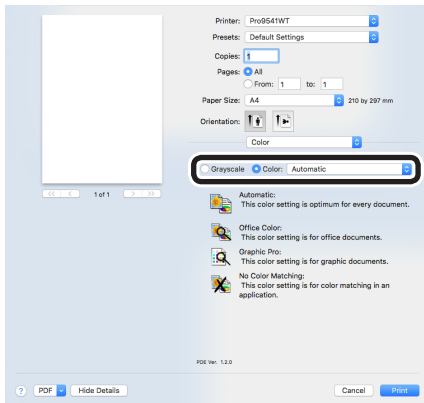 Printer: Pro9541WT
Presets: Default Settings
Copies: 1
Pages: All
From: 1 to: 1
Paper Size: A4 210 by 297 mm
Orientation:
Color
Grayscale Color: Automatic
<< < 1 of 1 > >>
Automatic:
This color setting is optimum for every document.
Office Color:
This color setting is for office documents.
Graphic Pro:
This color setting is for graphic documents.
No Color Matching:
This color setting is for color matching in an
application.
PDE Ver. 1.2.0
? PDF Hide Details Cancel Print